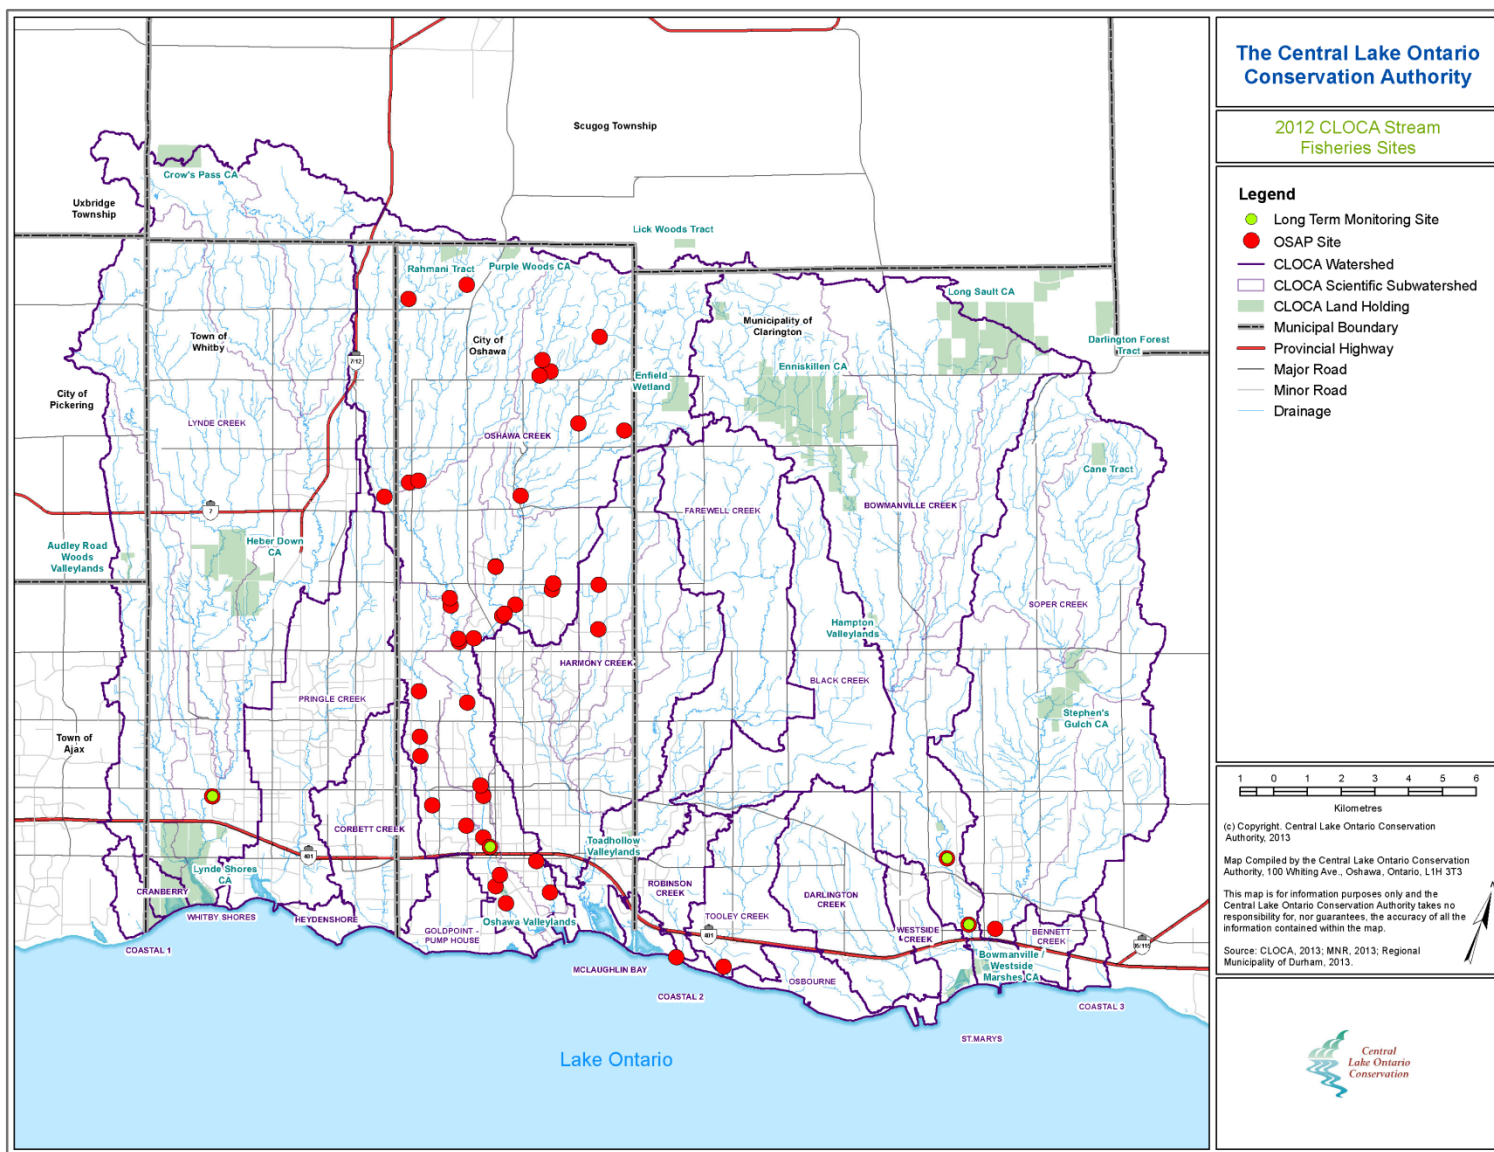 Scugog Township
Crow's Pass CA
Uxbridge
Township
Lick Woods Tract
Purple Woods CA
Rahmani Tract
Long Sault CA
Municipality of
Clarington
Town of
Whitby
City of
Oshawa
Darlington Forest
Tract
7/12
Enniskillen CA
Enfield
Wetland
City of
Pickering
LYNDE CREEK
OSHAWA CREEK
Cane Tract
7
FAREWELL CREEK
BOWMANVILLE CREEK
Heber Down
CA
Audley Road
Woods
Valleylands
SOPER CREEK
Hampton
Valleylands
HARMONY CREEK
BLACK CREEK
PRINGLE CREEK
Stephen's
Gulch CA
Town of
Ajax
CORBETT CREEK
Toadhollow
Valleylands
401
Lynde Shores
CA
CRANBERRY
ROBINSON
CREEK
DARLINGTON
CREEK
WHITBY SHORES
HEYDENSHORE
Oshawa Valleylands
TOOLEY CREEK
GOLDPOINT -
PUMP HOUSE
WESTSIDE
CREEK
BENNETT
CREEK
401
35/115
COASTAL 1
Bowmanville /
Westside
Marshes CA
MCLAUGHLIN BAY
OSBOURNE
COASTAL 2
COASTAL 3
ST.MARYS
Lake Ontario
The Central Lake Ontario
Conservation Authority
2012 CLOCA Stream
Fisheries Sites
Legend
Long Term Monitoring Site
OSAP Site
CLOCA Watershed
CLOCA Scientific Subwatershed
CLOCA Land Holding
Municipal Boundary
Provincial Highway
Major Road
Minor Road
Drainage
1 0 1 2 3 4 5 6
Kilometres
(c) Copyright. Central Lake Ontario Conservation
Authority, 2013
Map Compiled by the Central Lake Ontario Conservation
Authority, 100 Whiting Ave., Oshawa, Ontario, L1H 3T3
This map is for information purposes only and the
Central Lake Ontario Conservation Authority takes no
responsibility for, nor guarantees, the accuracy of all the
information contained within the map.
Source: CLOCA, 2013; MNR, 2013; Regional
Municipality of Durham, 2013.
N
Central
Lake Ontario
Conservation